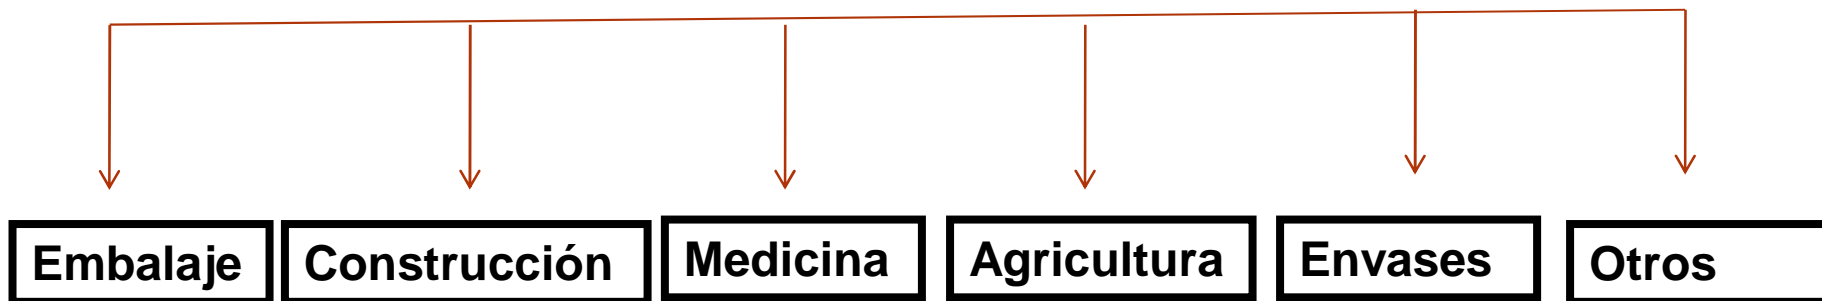 Embalaje
Construcción
Medicina
Agricultura
Envases
Otros